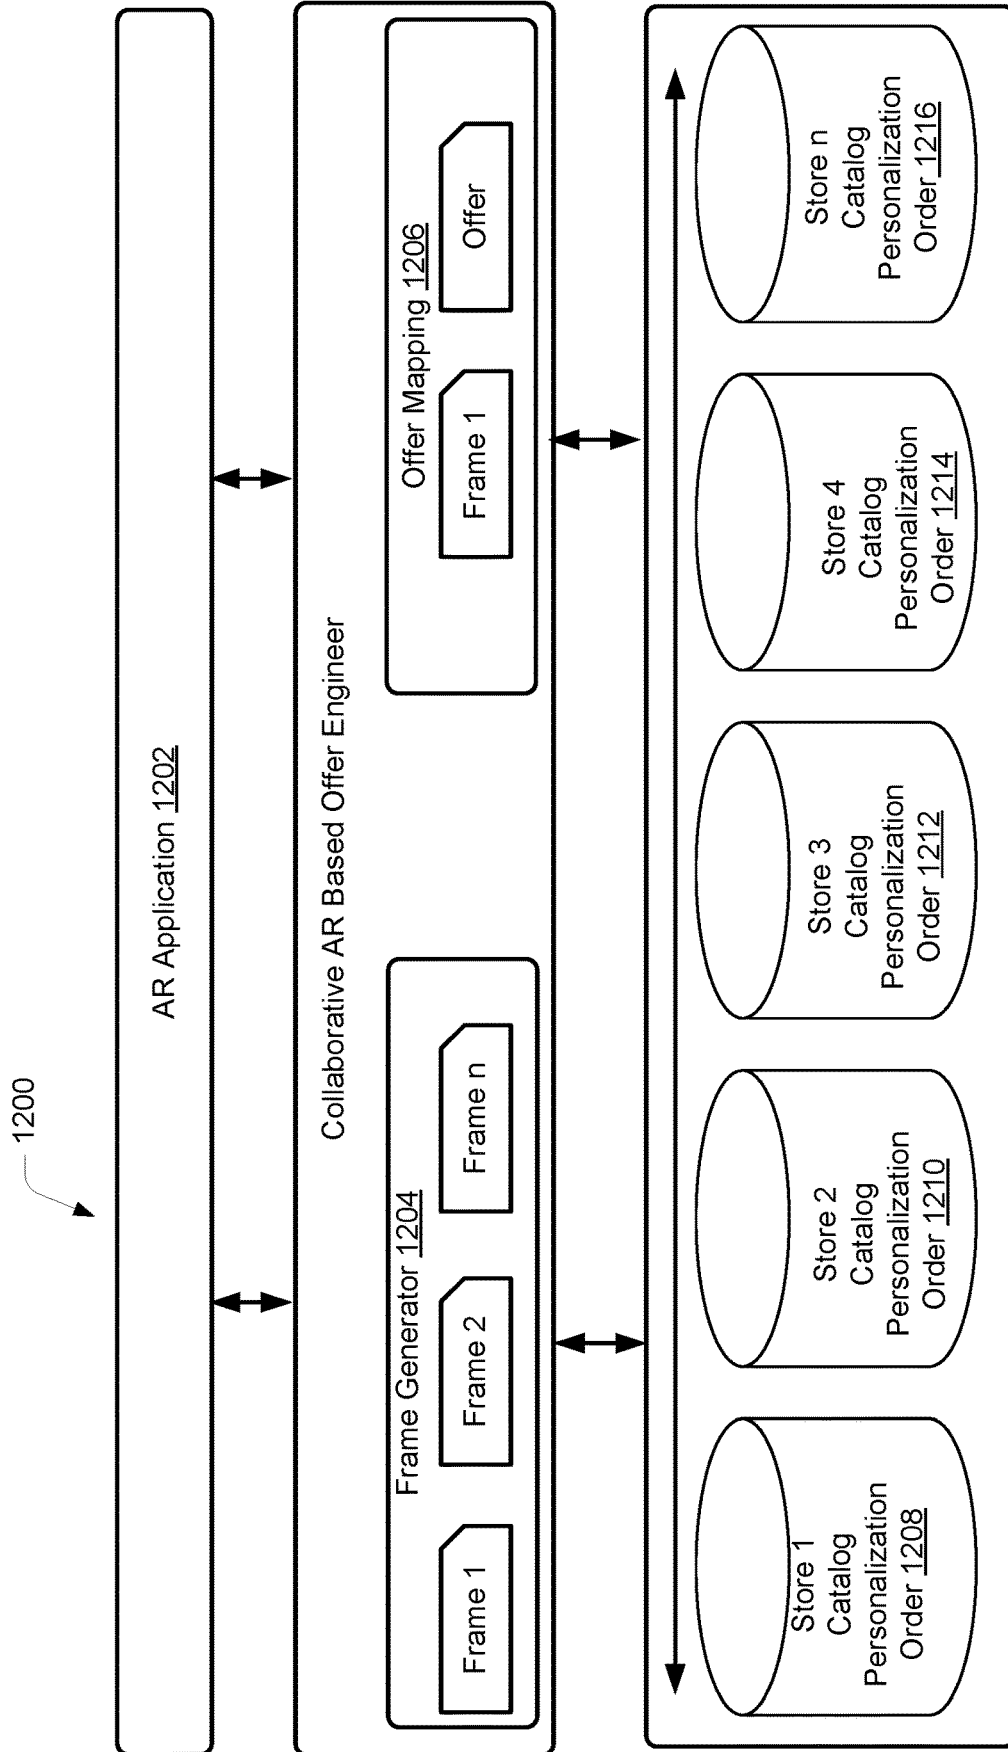 1200
AR Application 1202
Collaborative AR Based Offer Engineer
Frame Generator 1204
Frame 1
Frame 2
Frame n
Offer Mapping 1206
Frame 1
Offer
Store 1
Catalog
Personalization
Order 1208
Store 2
Catalog
Personalization
Order 1210
Store 3
Catalog
Personalization
Order 1212
Store 4
Catalog
Personalization
Order 1214
Store n
Catalog
Personalization
Order 1216